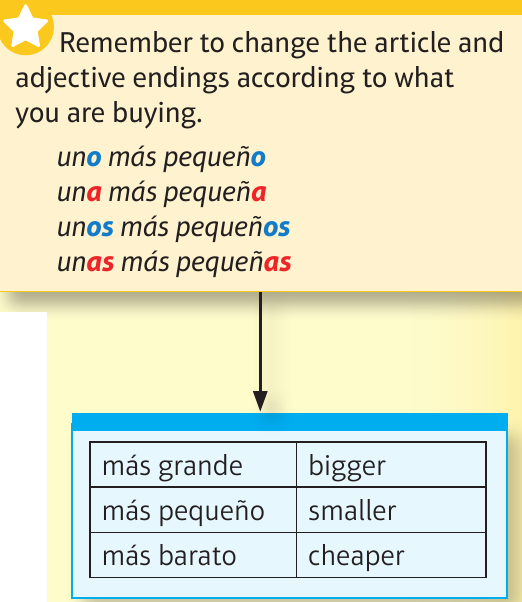 Remember to change the article and
adjective endings according to what
you are buying.
uno más pequeño
una más pequeña
unos más pequeños
unas más pequeñas
más grande bigger
más pequeño smaller
más barato cheaper